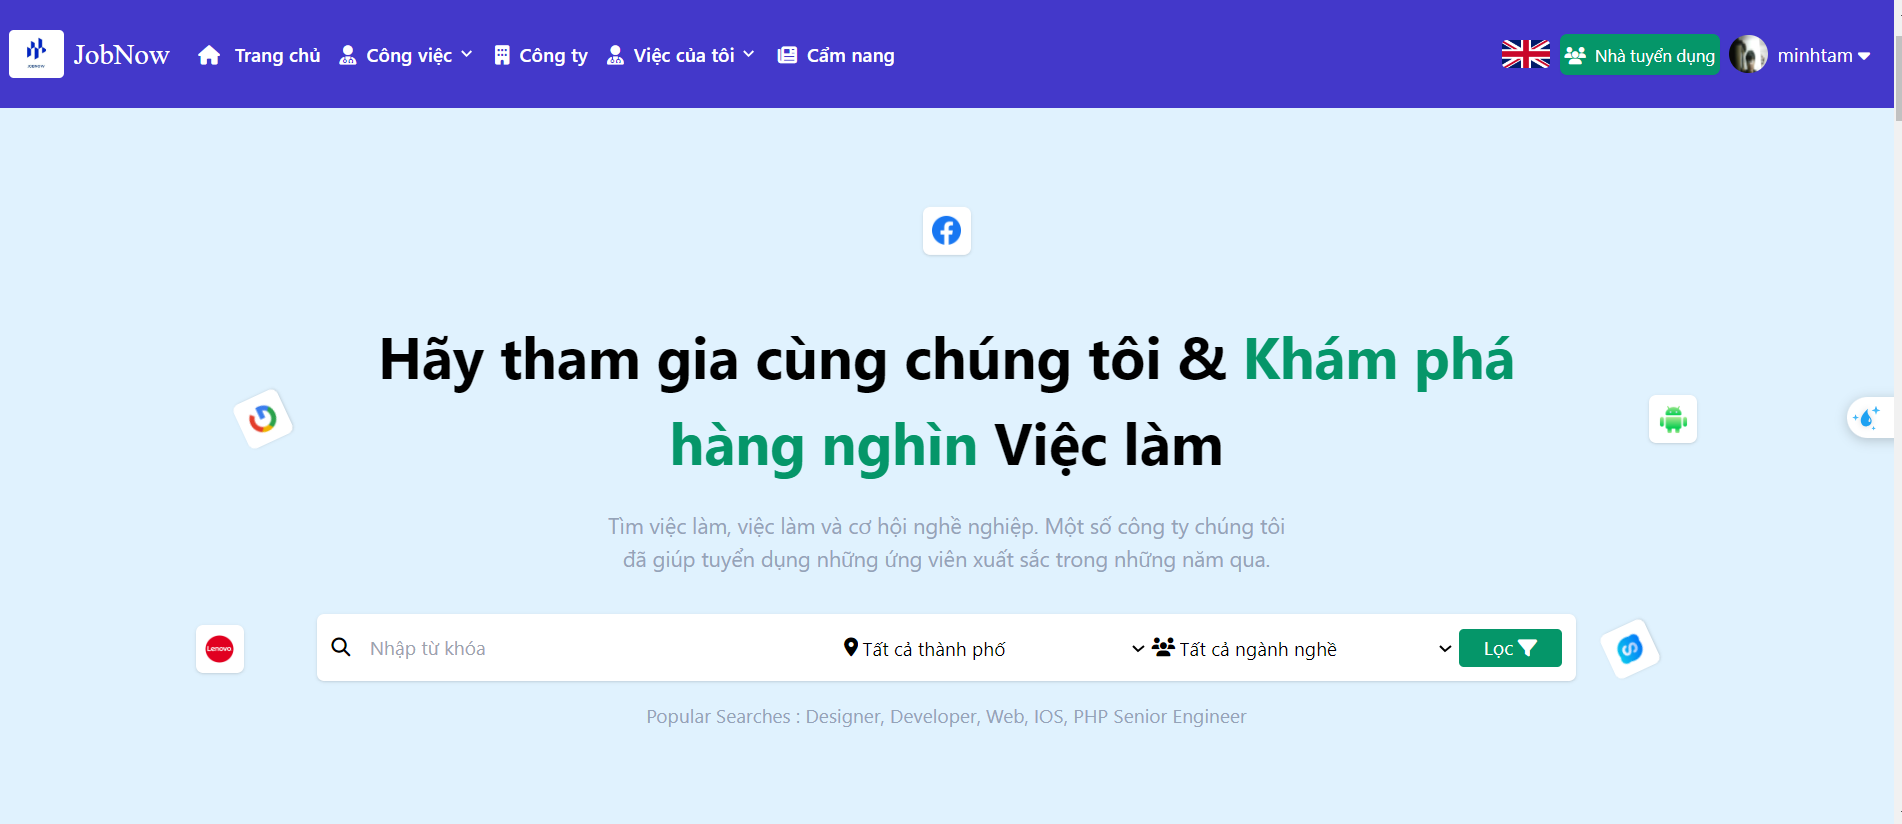 JOBNOW
JobNow Trang chủ Công việc Công ty Việc của tôi Cẩm nang Nhà tuyển dụng minhtam
Hãy tham gia cùng chúng tôi & Khám phá
hàng nghìn Việc làm
Tìm việc làm, việc làm và cơ hội nghề nghiệp. Một số công ty chúng tôi
đã giúp tuyển dụng những ứng viên xuất sắc trong những năm qua.
Lenovo
Nhập từ khóa Tất cả thành phố Tất cả ngành nghề Lọc
Popular Searches : Designer, Developer, Web, IOS, PHP Senior Engineer